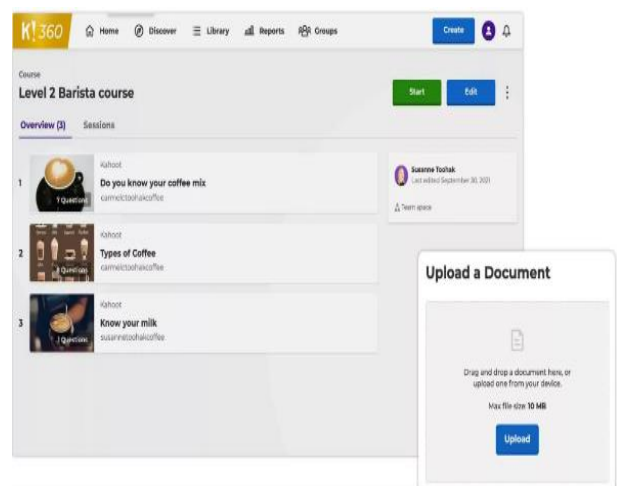 K! 360 Home Discover Library Reports Groups Create
Course
Level 2 Barista course
Start Edit
Overview (3) Sessions
1
Kahoot
Do you know your coffee mix
carmelctoohakcoffee
Questions
Susanne Toohak
Last edited September 30, 2021
Team space
2
Kahoot
Types of Coffee
carmelctoohakcoffee
8 Questions
3
Kahoot
Know your milk
susannetoohakcoffee
Questions
Upload a Document
Drag and drop a document here, or
upload one from your device.
Max file size 10 MB
Upload